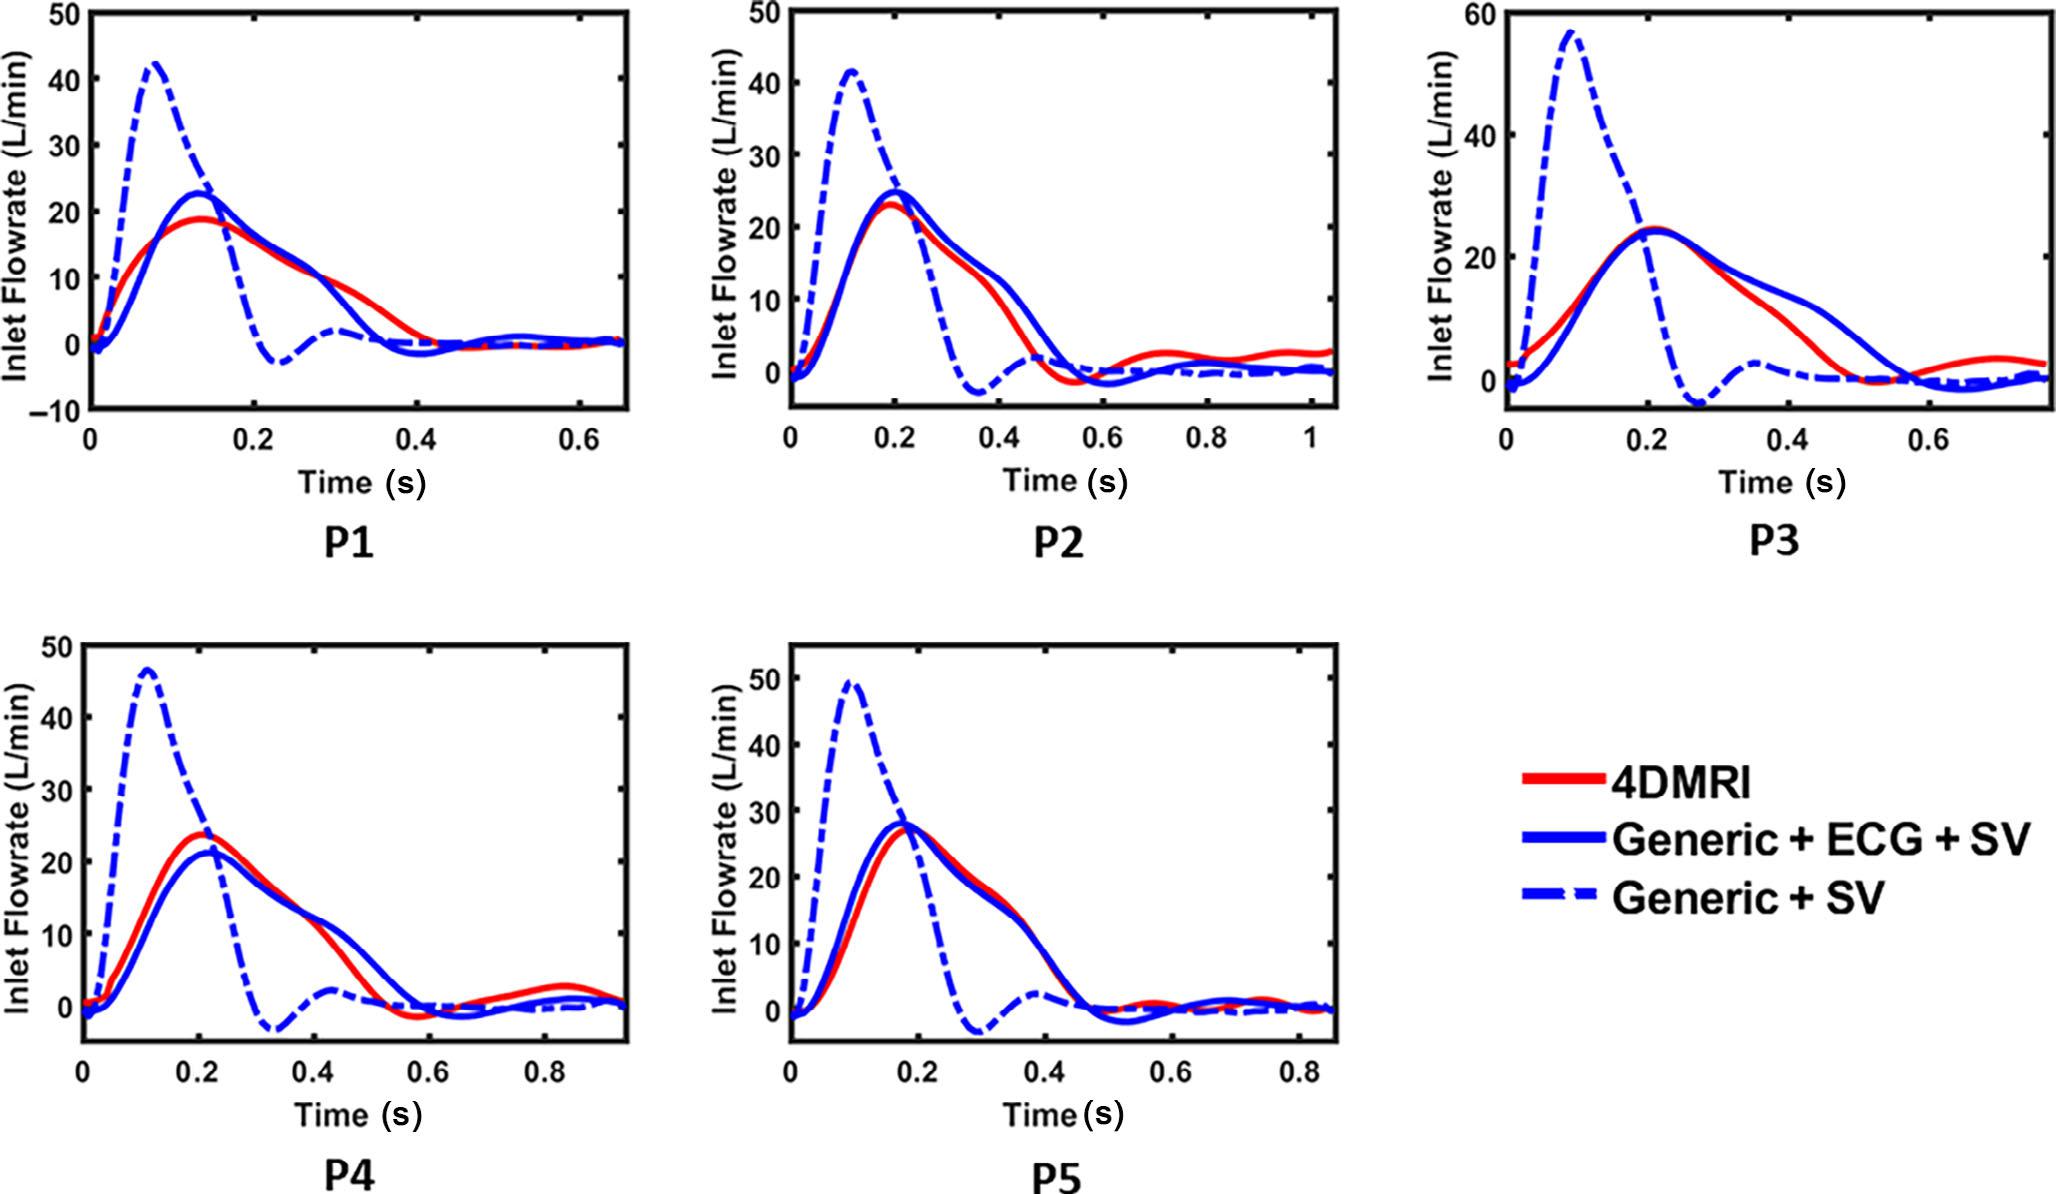 50
40
30
20
10
0
–10
Inlet Flowrate (L/min)
0 0.2 0.4 0.6
Time (s)
P1
50
40
30
20
10
0
Inlet Flowrate (L/min)
0 0.2 0.4 0.6 0.8 1
Time (s)
P2
60
40
20
0
Inlet Flowrate (L/min)
0 0.2 0.4 0.6
Time (s)
P3
50
40
30
20
10
0
Inlet Flowrate (L/min)
0 0.2 0.4 0.6 0.8
Time (s)
P4
50
40
30
20
10
0
Inlet Flowrate (L/min)
0 0.2 0.4 0.6 0.8
Time (s)
P5
4DMRI
Generic + ECG + SV
Generic + SV